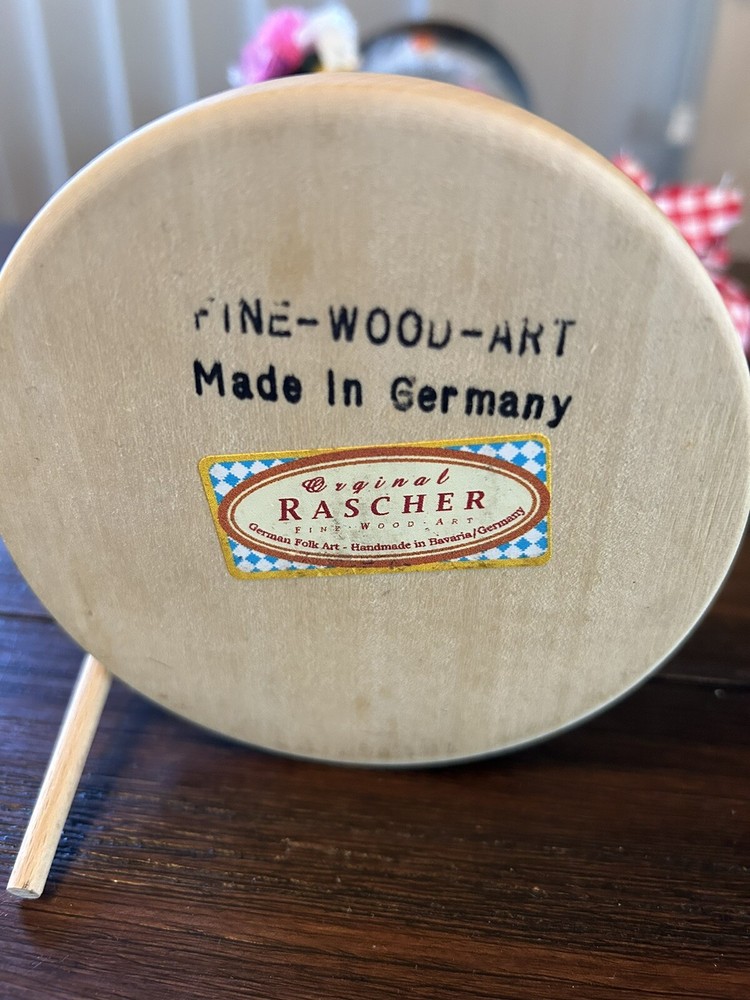 FINE-WOOD-ART
Made In Germany
Orginal
RASCHER
FINE·WOOD·ART
German Folk Art - Handmade in Bavaria/Germany